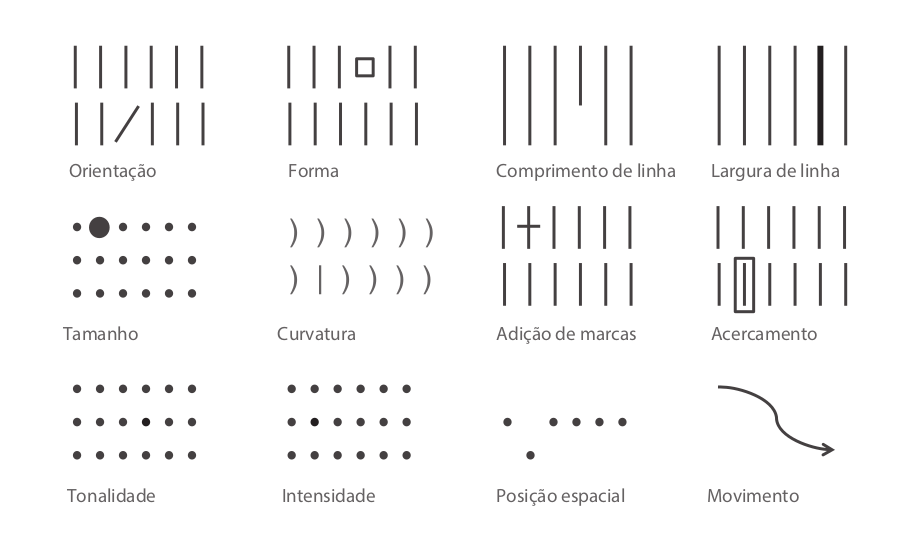 Orientação
Forma
Comprimento de linha
Largura de linha
Tamanho
Curvatura
Adição de marcas
Acercamento
Tonalidade
Intensidade
Posição espacial
Movimento